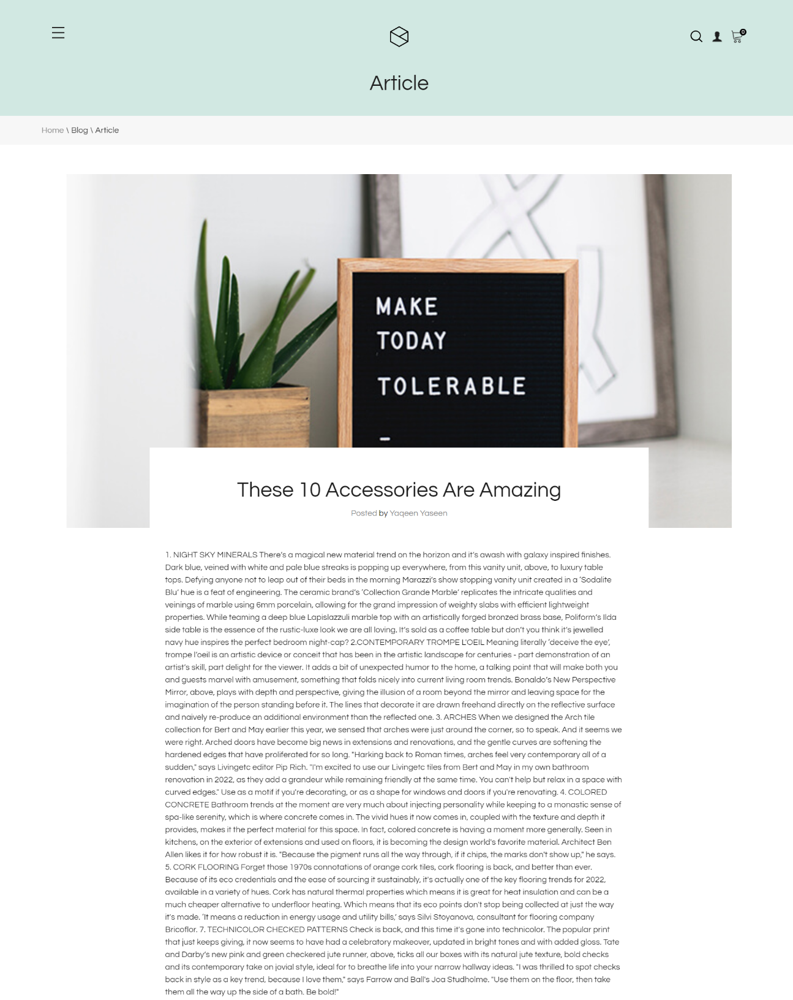 0
Article
Home \ Blog \ Article
MAKE
TODAY
TOLERABLE
These 10 Accessories Are Amazing
Posted by Yaqeen Yaseen
1. NIGHT SKY MINERALS There’s a magical new material trend on the horizon and it’s awash with galaxy inspired finishes.
Dark blue, veined with white and pale blue streaks is popping up everywhere, from this vanity unit, above, to luxury table
tops. Defying anyone not to leap out of their beds in the morning Marazzi’s show stopping vanity unit created in a ‘Sodalite
Blu’ hue is a feat of engineering. The ceramic brand’s ‘Collection Grande Marble’ replicates the intricate qualities and
veinings of marble using 6mm porcelain, allowing for the grand impression of weighty slabs with efficient lightweight
properties. While teaming a deep blue Lapislazzuli marble top with an artistically forged bronzed brass base, Poliform’s Ilda
side table is the essence of the rustic-luxe look we are all loving. It’s sold as a coffee table but don’t you think it’s jewelled
navy hue inspires the perfect bedroom night-cap? 2.CONTEMPORARY TROMPE L'OEIL Meaning literally ‘deceive the eye’,
trompe l’oeil is an artistic device or conceit that has been in the artistic landscape for centuries - part demonstration of an
artist’s skill, part delight for the viewer. It adds a bit of unexpected humor to the home, a talking point that will make both you
and guests marvel with amusement, something that folds nicely into current living room trends. Bonaldo’s New Perspective
Mirror, above, plays with depth and perspective, giving the illusion of a room beyond the mirror and leaving space for the
imagination of the person standing before it. The lines that decorate it are drawn freehand directly on the reflective surface
and naively re-produce an additional environment than the reflected one. 3. ARCHES When we designed the Arch tile
collection for Bert and May earlier this year, we sensed that arches were just around the corner, so to speak. And it seems we
were right. Arched doors have become big news in extensions and renovations, and the gentle curves are softening the
hardened edges that have proliferated for so long. "Harking back to Roman times, arches feel very contemporary all of a
sudden," says Livingetc editor Pip Rich. "I'm excited to use our Livingetc tiles from Bert and May in my own bathroom
renovation in 2022, as they add a grandeur while remaining friendly at the same time. You can't help but relax in a space with
curved edges." Use as a motif if you're decorating, or as a shape for windows and doors if you're renovating. 4. COLORED
CONCRETE Bathroom trends at the moment are very much about injecting personality while keeping to a monastic sense of
spa-like serenity, which is where concrete comes in. The vivid hues it now comes in, coupled with the texture and depth it
provides, makes it the perfect material for this space. In fact, colored concrete is having a moment more generally. Seen in
kitchens, on the exterior of extensions and used on floors, it is becoming the design world's favorite material. Architect Ben
Allen likes it for how robust it is. "Because the pigment runs all the way through, if it chips, the marks don't show up," he says.
5. CORK FLOORING Forget those 1970s connotations of orange cork tiles, cork flooring is back, and better than ever.
Because of its eco credentials and the ease of sourcing it sustainably, it's actually one of the key flooring trends for 2022,
available in a variety of hues. Cork has natural thermal properties which means it is great for heat insulation and can be a
much cheaper alternative to underfloor heating. Which means that its eco points don't stop being collected at just the way
it's made. ‘It means a reduction in energy usage and utility bills,’ says Silvi Stoyanova, consultant for flooring company
Bricoflor. 7. TECHNICOLOR CHECKED PATTERNS Check is back, and this time it's gone into technicolor. The popular print
that just keeps giving, it now seems to have had a celebratory makeover, updated in bright tones and with added gloss. Tate
and Darby’s new pink and green checkered jute runner, above, ticks all our boxes with its natural jute texture, bold checks
and its contemporary take on jovial style, ideal for to breathe life into your narrow hallway ideas. "I was thrilled to spot checks
back in style as a key trend, because I love them," says Farrow and Ball's Joa Studholme. "Use them on the floor, then take
them all the way up the side of a bath. Be bold!"